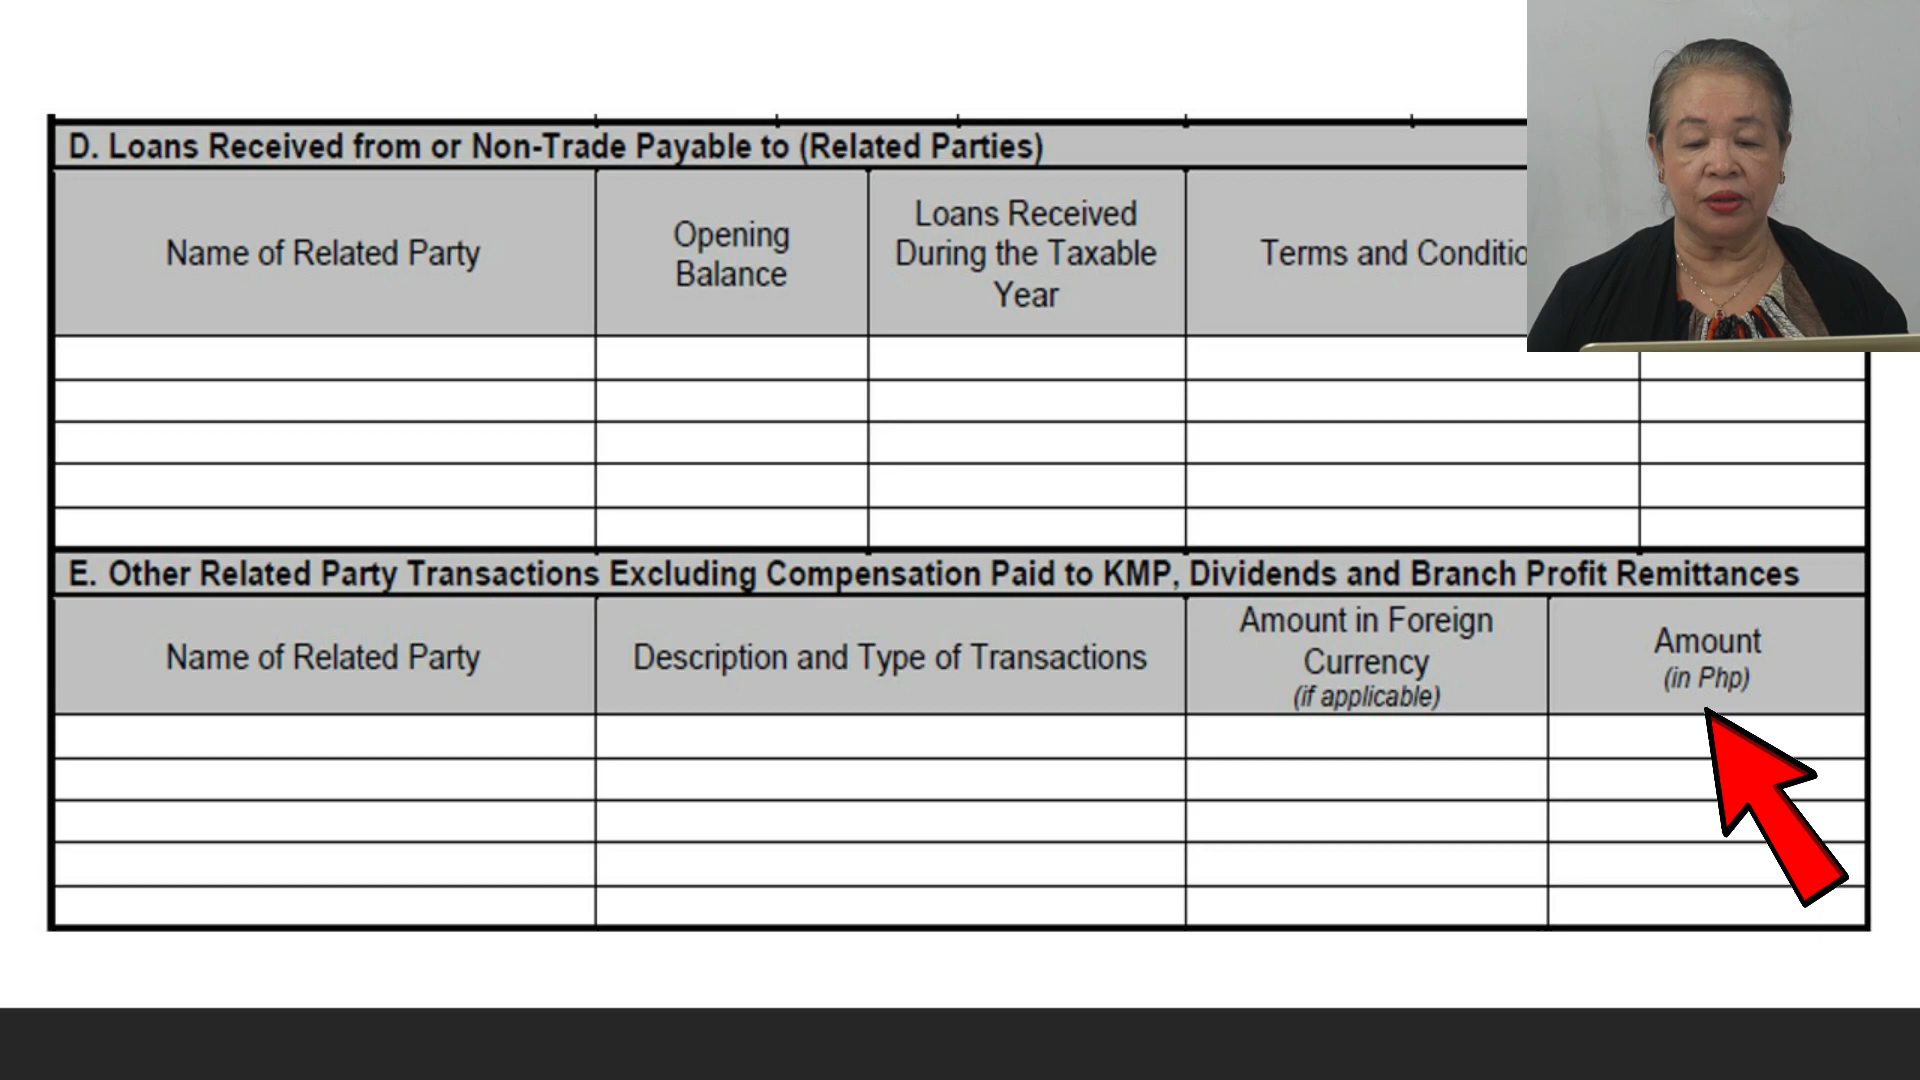 D. Loans Received from or Non-Trade Payable to (Related Parties)
Name of Related Party
Opening
Balance
Loans Received
During the Taxable
Year
Terms and
E. Other Related Party Transactions Excluding Compensation Paid to KMP, Dividends and Branch Profit Remittances
Name of Related Party
Description and Type of Transactions
Amount in Foreign
Currency
(if applicable)
Amount
(in Php)